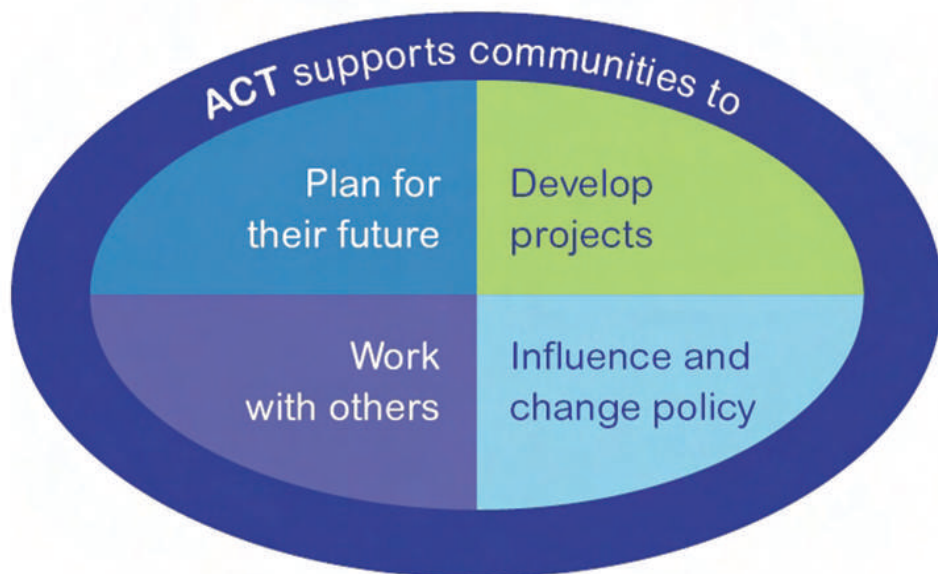 ACT supports communities to
Plan for
their future
Develop
projects
Work
with others
Influence and
change policy